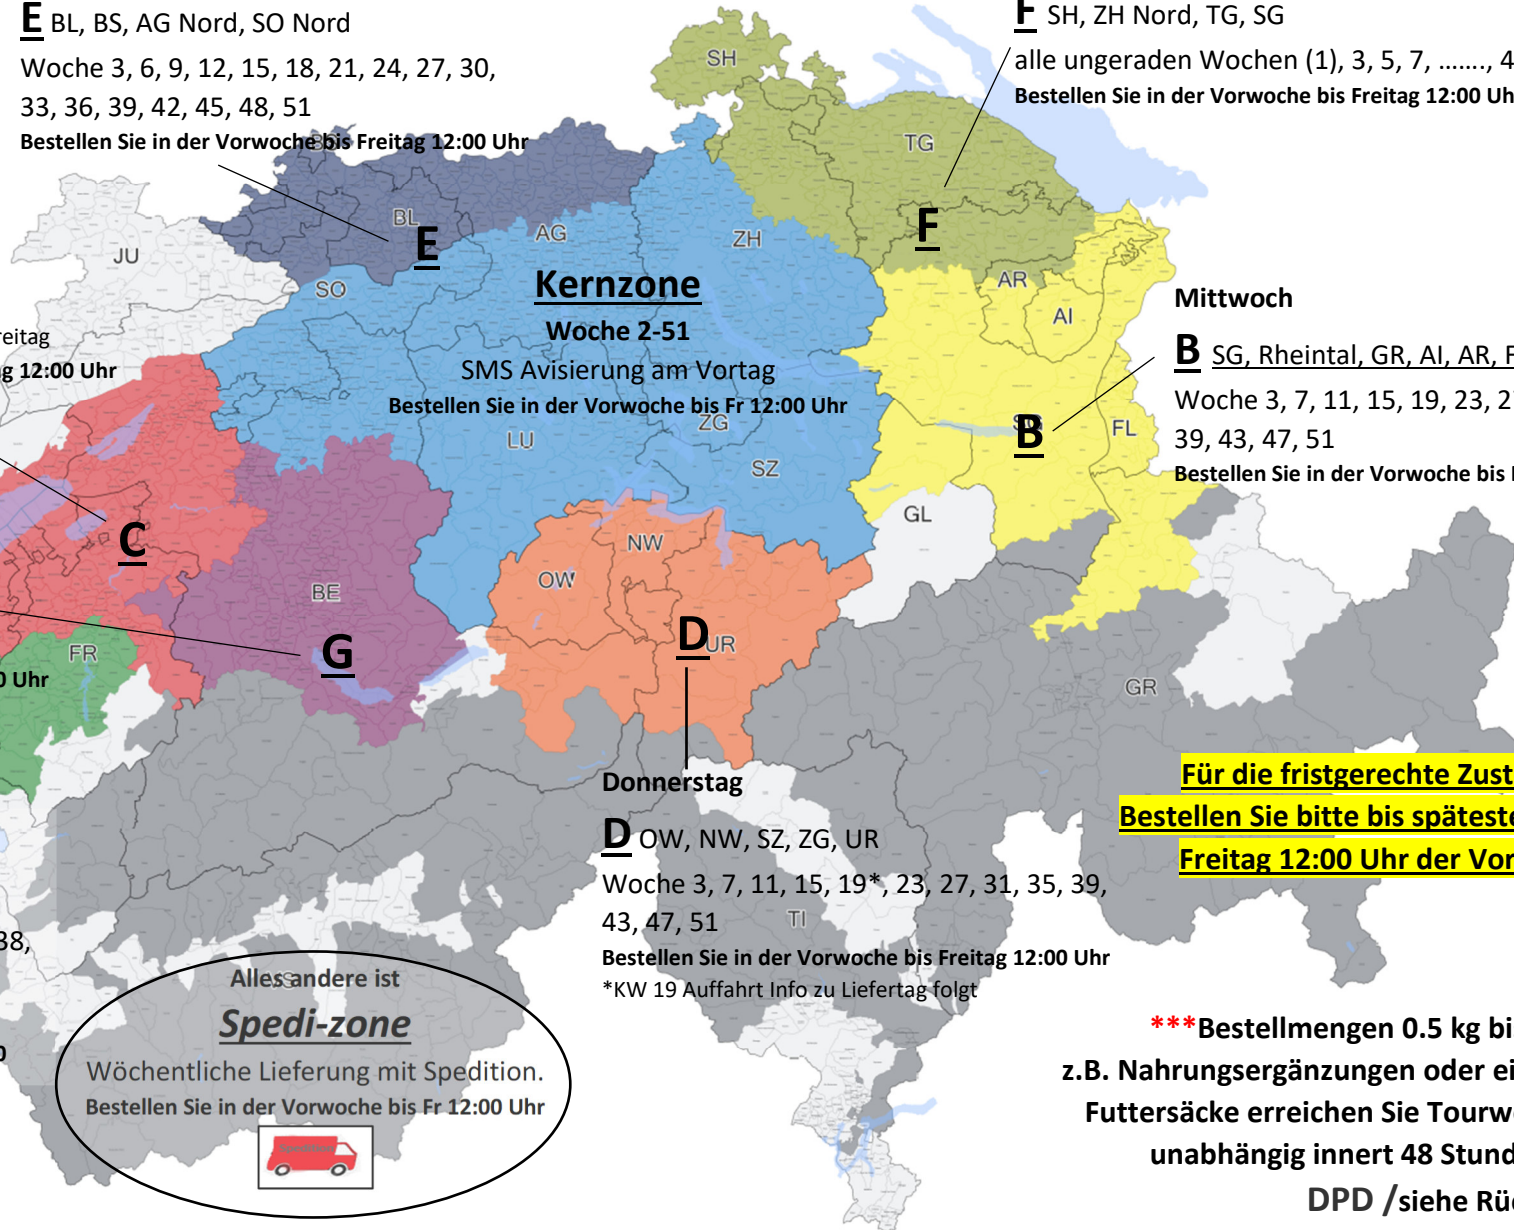 E BL, BS, AG Nord, SO Nord
Woche 3, 6, 9, 12, 15, 18, 21, 24, 27, 30,
33, 36, 39, 42, 45, 48, 51
Bestellen Sie in der Vorwoche bis Freitag 12:00 Uhr
F SH, ZH Nord, TG, SG
alle ungeraden Wochen (1), 3, 5, 7, ……., 4
Bestellen Sie in der Vorwoche bis Freitag 12:00 Uh
SH
TG
BL
E
AG
ZH
F
JU
SO
Kernzone
Woche 2-51
SMS Avisierung am Vortag
Bestellen Sie in der Vorwoche bis Fr 12:00 Uhr
AR
AI
Mittwoch
B SG, Rheintal, GR, AI, AR, F
Woche 3, 7, 11, 15, 19, 23, 2
39, 43, 47, 51
Bestellen Sie in der Vorwoche bis
reitag
g 12:00 Uhr
LU
ZG
SZ
B
FL
C
GL
NW
OW
BE
D
UR
G
FR
0 Uhr
GR
Donnerstag
D OW, NW, SZ, ZG, UR
Woche 3, 7, 11, 15, 19*, 23, 27, 31, 35, 39,
43, 47, 51
TI
Bestellen Sie in der Vorwoche bis Freitag 12:00 Uhr
*KW 19 Auffahrt Info zu Liefertag folgt
Für die fristgerechte Zust
Bestellen Sie bitte bis späteste
Freitag 12:00 Uhr der Vor
38,
0
Alles andere ist
Spedi-zone
Wöchentliche Lieferung mit Spedition.
Bestellen Sie in der Vorwoche bis Fr 12:00 Uhr
***Bestellmengen 0.5 kg bis
z.B. Nahrungsergänzungen oder ei
Futtersäcke erreichen Sie Tourw
unabhängig innert 48 Stund
DPD /siehe Rü